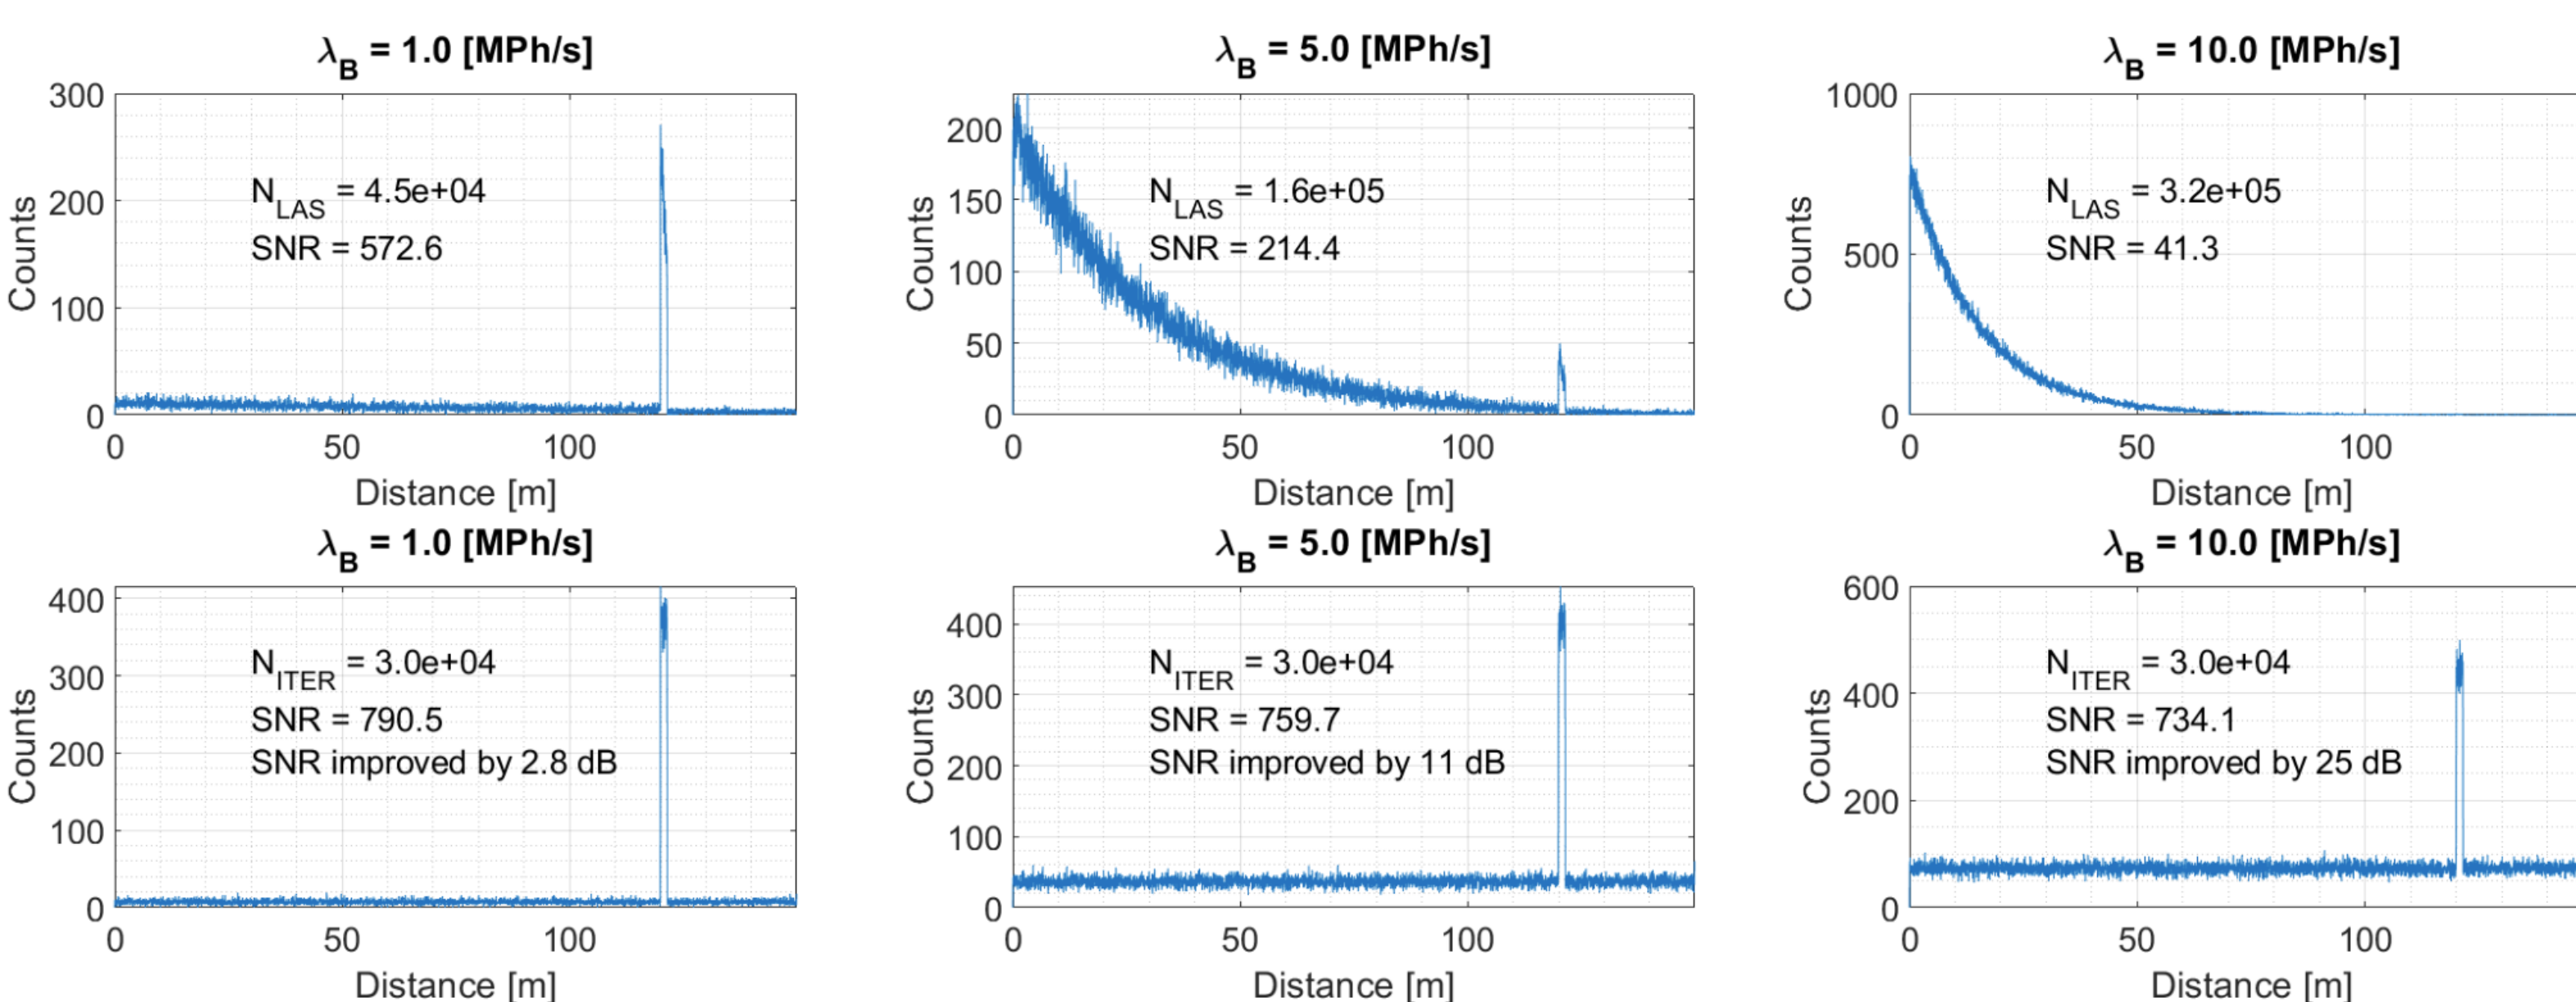 λB = 1.0 [MPh/s]
300
200
100
0
Counts
NLAS = 4.5e+04
SNR = 572.6
0 50 100
Distance [m]
λB = 5.0 [MPh/s]
200
150
100
50
0
Counts
NLAS = 1.6e+05
SNR = 214.4
0 50 100
Distance [m]
λB = 10.0 [MPh/s]
1000
500
0
Counts
NLAS = 3.2e+05
SNR = 41.3
0 50 100
Distance [m]
λB = 1.0 [MPh/s]
400
300
200
100
0
Counts
NITER = 3.0e+04
SNR = 790.5
SNR improved by 2.8 dB
0 50 100
Distance [m]
λB = 5.0 [MPh/s]
400
300
200
100
0
Counts
NITER = 3.0e+04
SNR = 759.7
SNR improved by 11 dB
0 50 100
Distance [m]
λB = 10.0 [MPh/s]
600
400
200
0
Counts
NITER = 3.0e+04
SNR = 734.1
SNR improved by 25 dB
0 50 100
Distance [m]